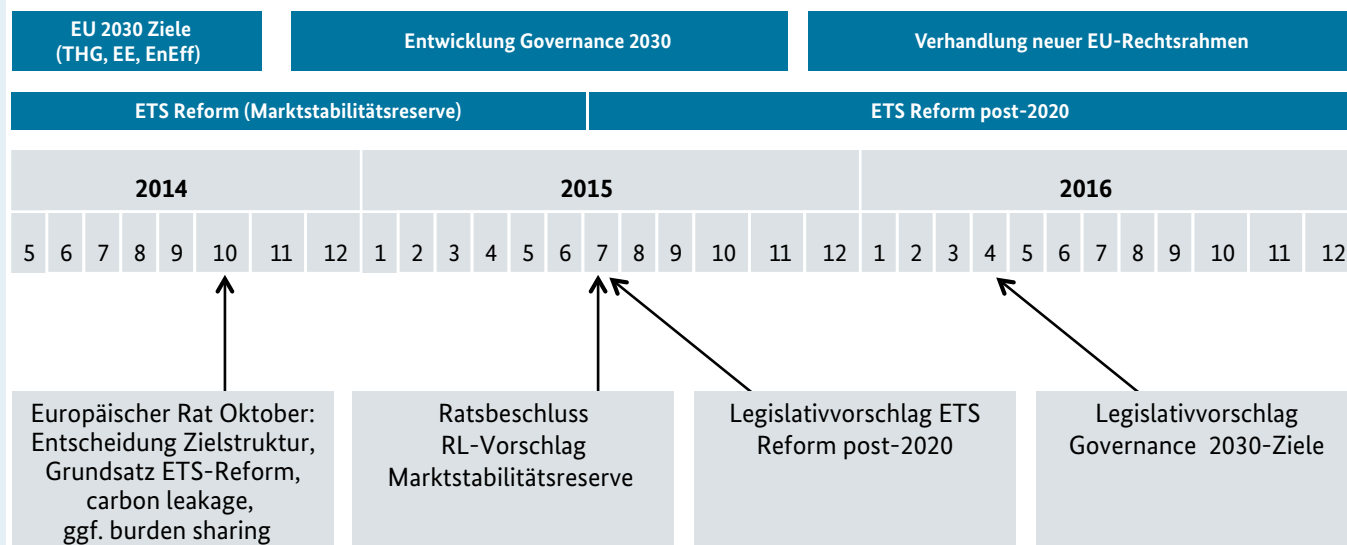 EU 2030 Ziele
(THG, EE, EnEff)
Entwicklung Governance 2030
Verhandlung neuer EU-Rechtsrahmen
ETS Reform (Marktstabilitätsreserve)
ETS Reform post-2020
2014
2015
2016
5 6 7 8 9 10 11 12 1 2 3 4 5 6 7 8 9 10 11 12 1 2 3 4 5 6 7 8 9 10 11 12
Europäischer Rat Oktober:
Entscheidung Zielstruktur,
Grundsatz ETS-Reform,
carbon leakage,
ggf. burden sharing
Ratsbeschluss
RL-Vorschlag
Marktstabilitätsreserve
Legislativvorschlag ETS
Reform post-2020
Legislativvorschlag
Governance 2030-Ziele